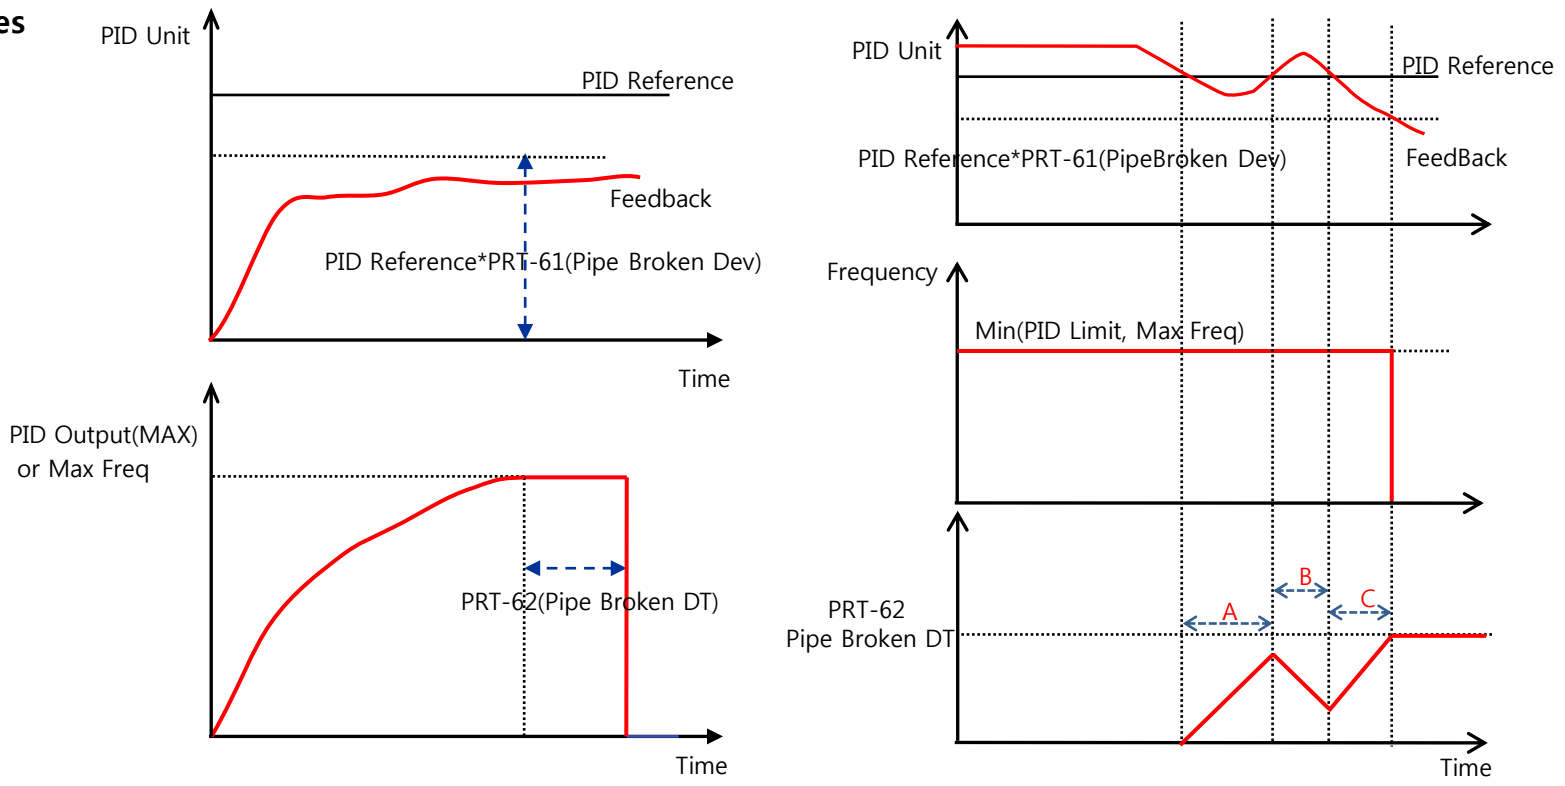 es
PID Unit
PID Reference
Feedback
PID Reference*PRT-61(Pipe Broken Dev)
Time
PID Output(MAX)
or Max Freq
PRT-62(Pipe Broken DT)
Time
PID Unit
PID Reference
PID Reference*PRT-61(PipeBroken Dev)
FeedBack
Frequency
Min(PID Limit, Max Freq)
B
C
A
PRT-62
Pipe Broken DT
Time